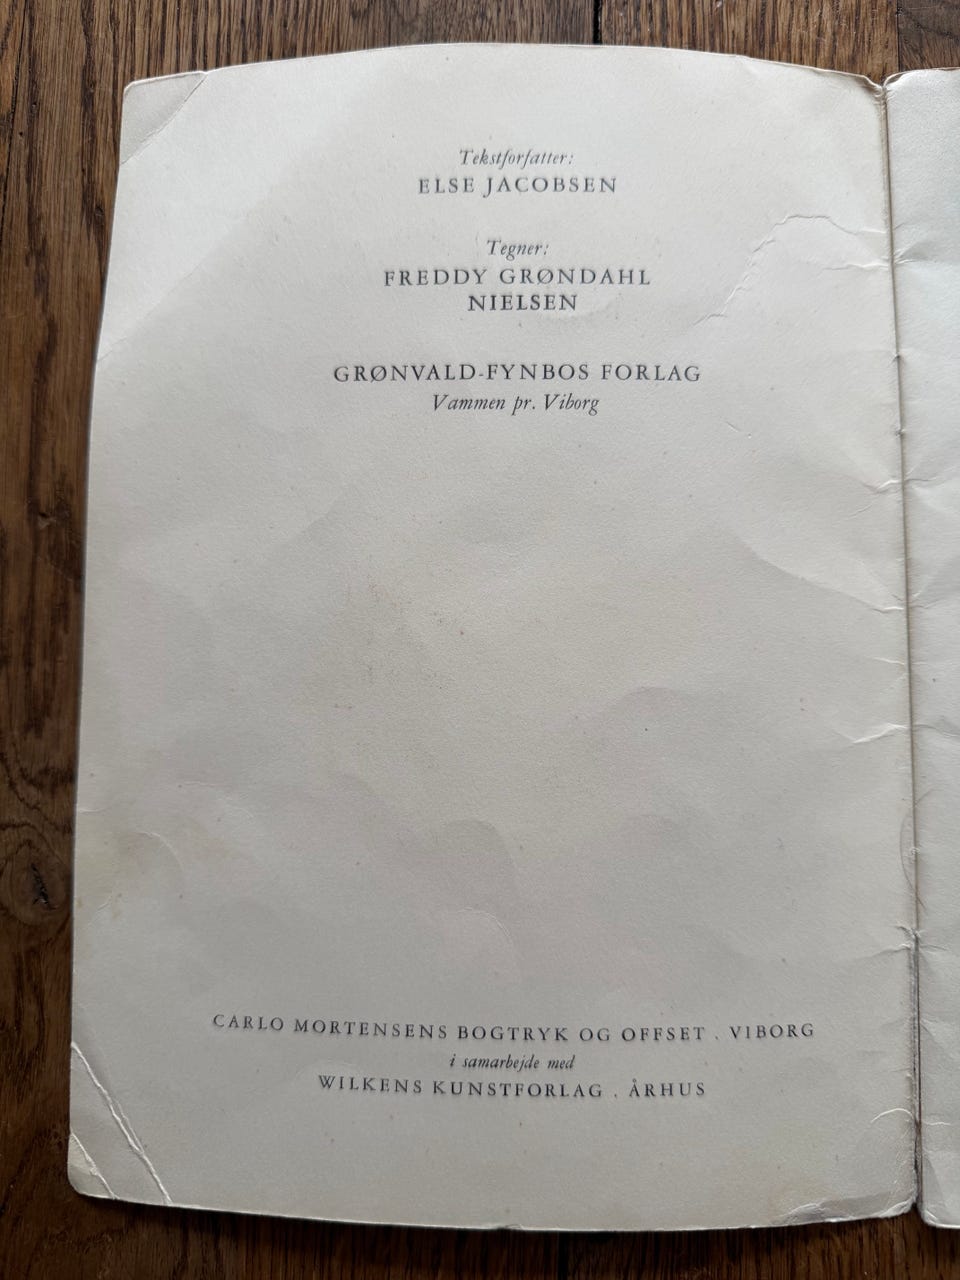 Tekstforfatter:
ELSE JACOBSEN
Tegner:
FREDDY GRØNDAHL
NIELSEN
GRØNVALD-FYNBOS FORLAG
Vammen pr. Viborg
CARLO MORTENSENS BOGTRYK OG OFFSET . VIBORG
i samarbejde med
WILKENS KUNSTFORLAG . ÅRHUS